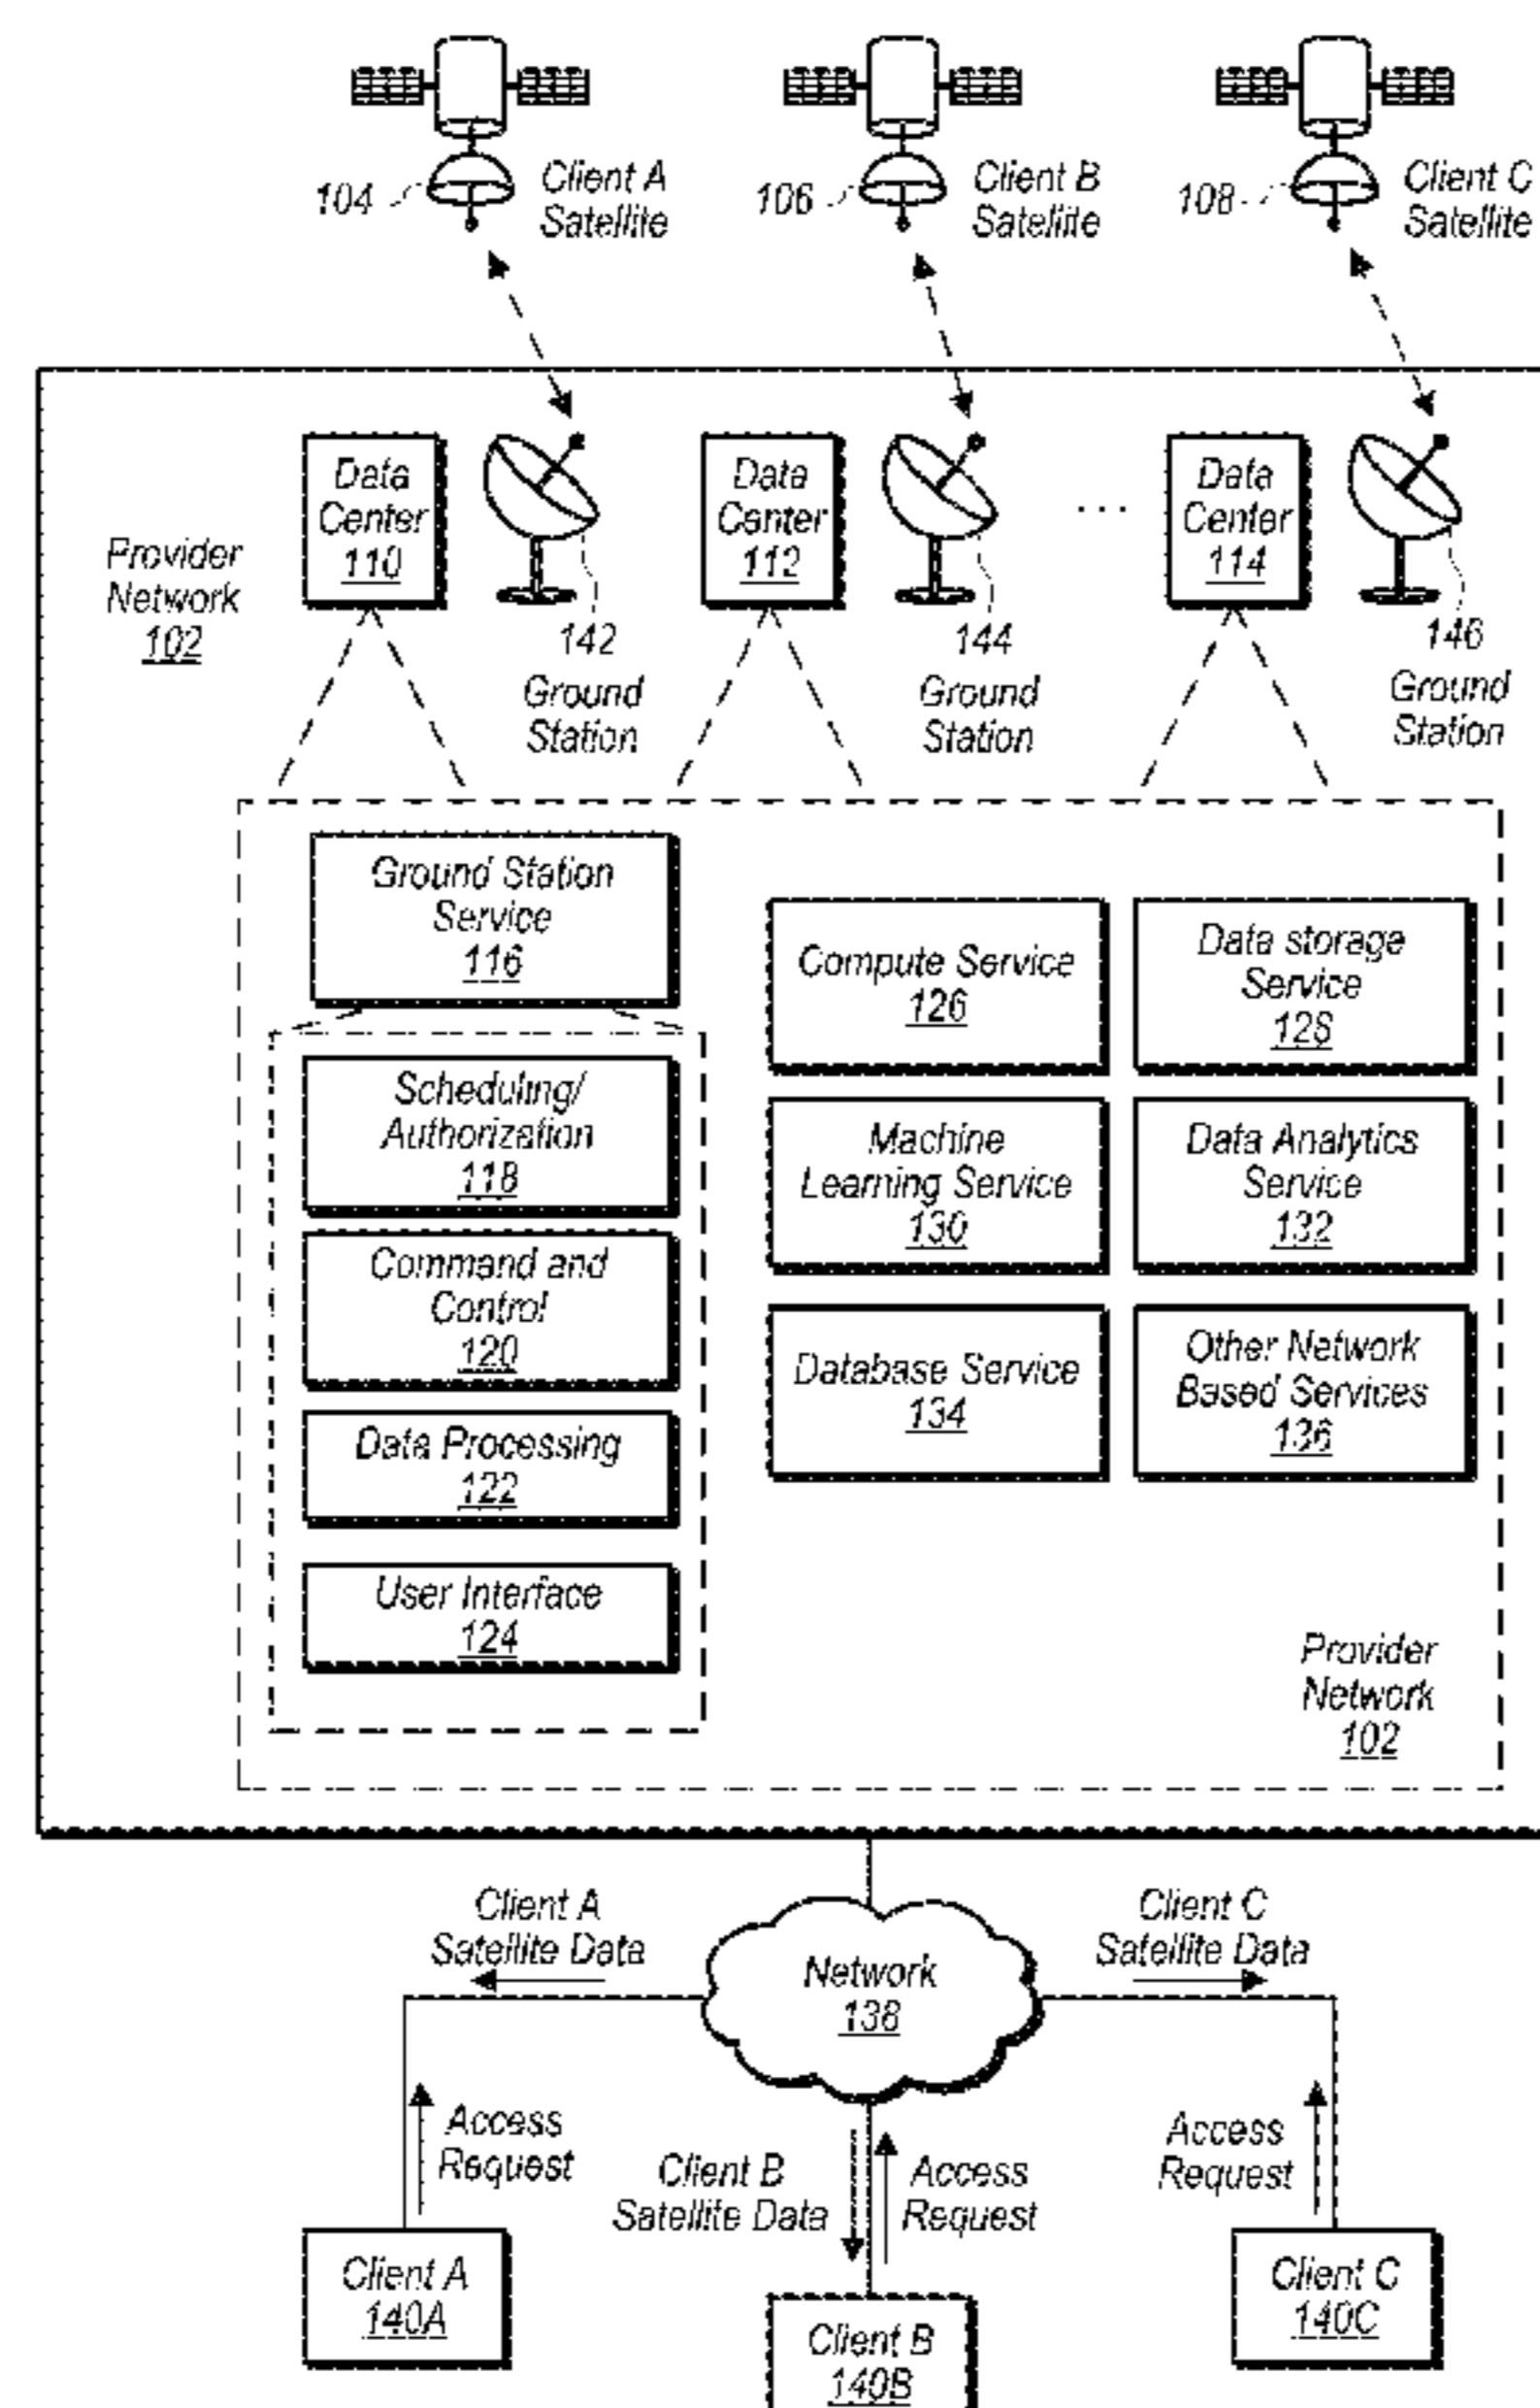 104
Client A
Satellite
106
Client B
Satellite
108
Client C
Satellite
Provider
Network
102
Data
Center
110
142
Ground
Station
Data
Center
112
144
Ground
Station
...
Data
Center
114
146
Ground
Station
Ground Station
Service
116
Scheduling/
Authorization
118
Command and
Control
120
Data Processing
122
User Interface
124
Compute Service
126
Data storage
Service
128
Machine
Learning Service
130
Data Analytics
Service
132
Database Service
134
Other Network
Based Services
136
Provider
Network
102
Client A
Satellite Data
Network
138
Client C
Satellite Data
Access
Request
Client B
Satellite Data
Access
Request
Access
Request
Client A
140A
Client B
140B
Client C
140C